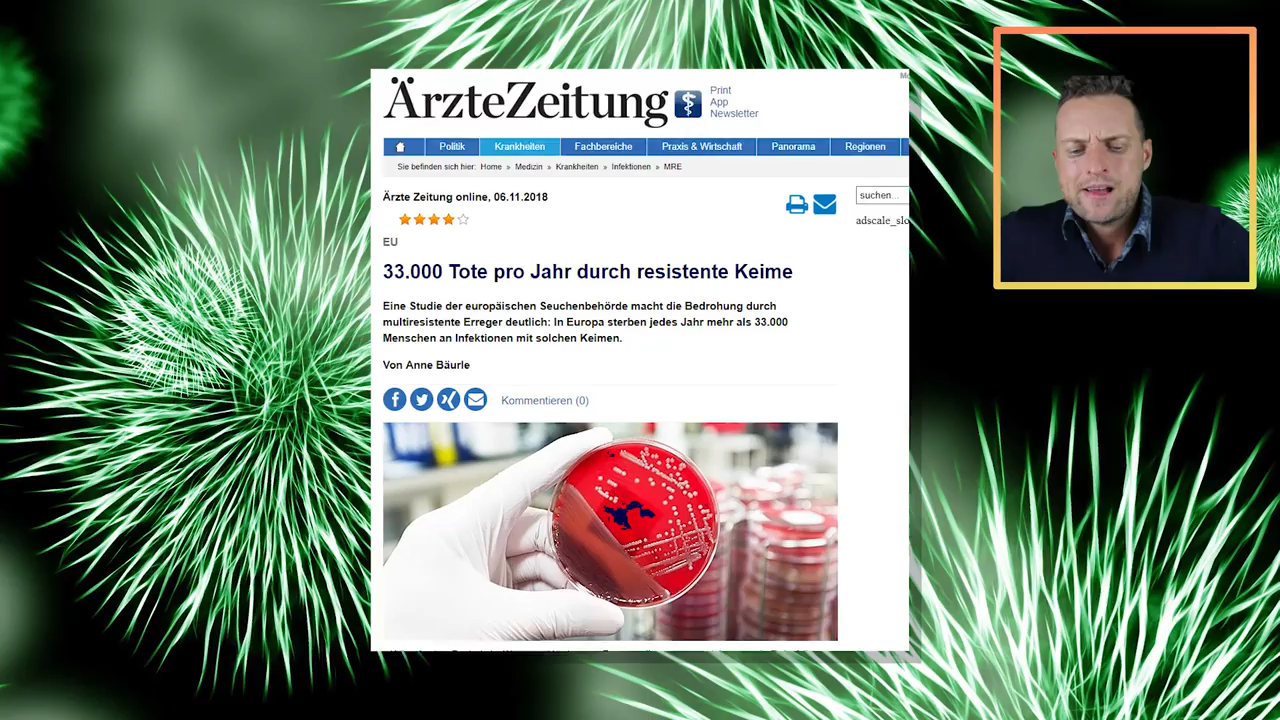 ÄrzteZeitung
Print
App
Newsletter
Politik Krankheiten Fachbereiche Praxis & Wirtschaft Panorama Regionen
Sie befinden sich hier: Home » Medizin » Krankheiten » Infektionen » MRE
Ärzte Zeitung online, 06.11.2018
suchen...
EU
33.000 Tote pro Jahr durch resistente Keime
Eine Studie der europäischen Seuchenbehörde macht die Bedrohung durch
multiresistente Erreger deutlich: In Europa sterben jedes Jahr mehr als 33.000
Menschen an Infektionen mit solchen Keimen.
Von Anne Bäurle
Kommentieren (0)